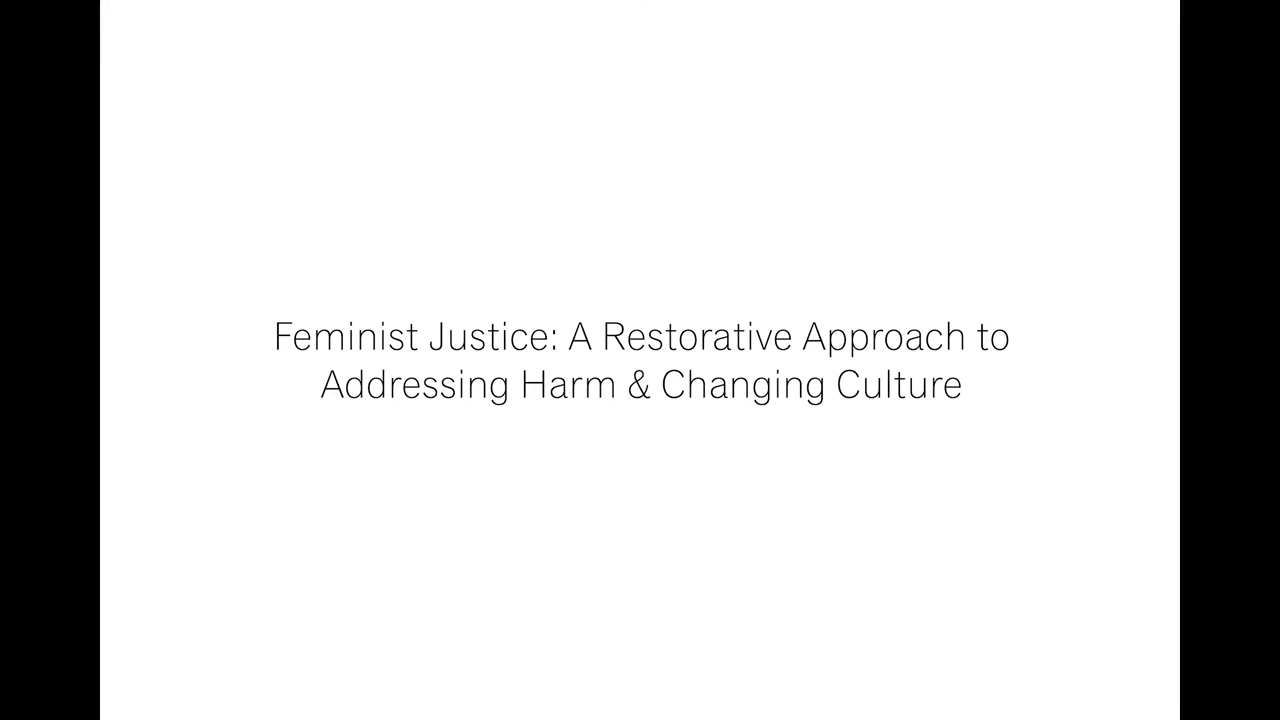 Feminist Justice: A Restorative Approach to
Addressing Harm & Changing Culture